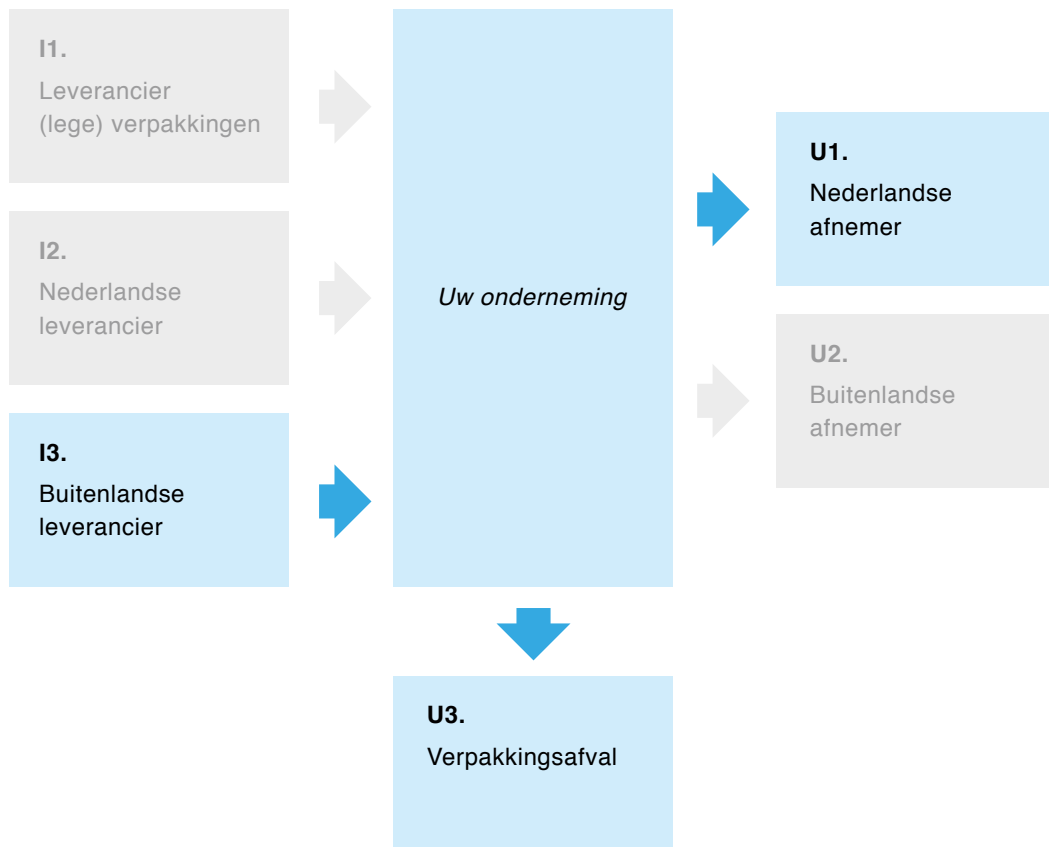 I1.
Leverancier
(lege) verpakkingen
I2.
Nederlandse
leverancier
I3.
Buitenlandse
leverancier
Uw onderneming
U1.
Nederlandse
afnemer
U2.
Buitenlandse
afnemer
U3.
Verpakkingsafval